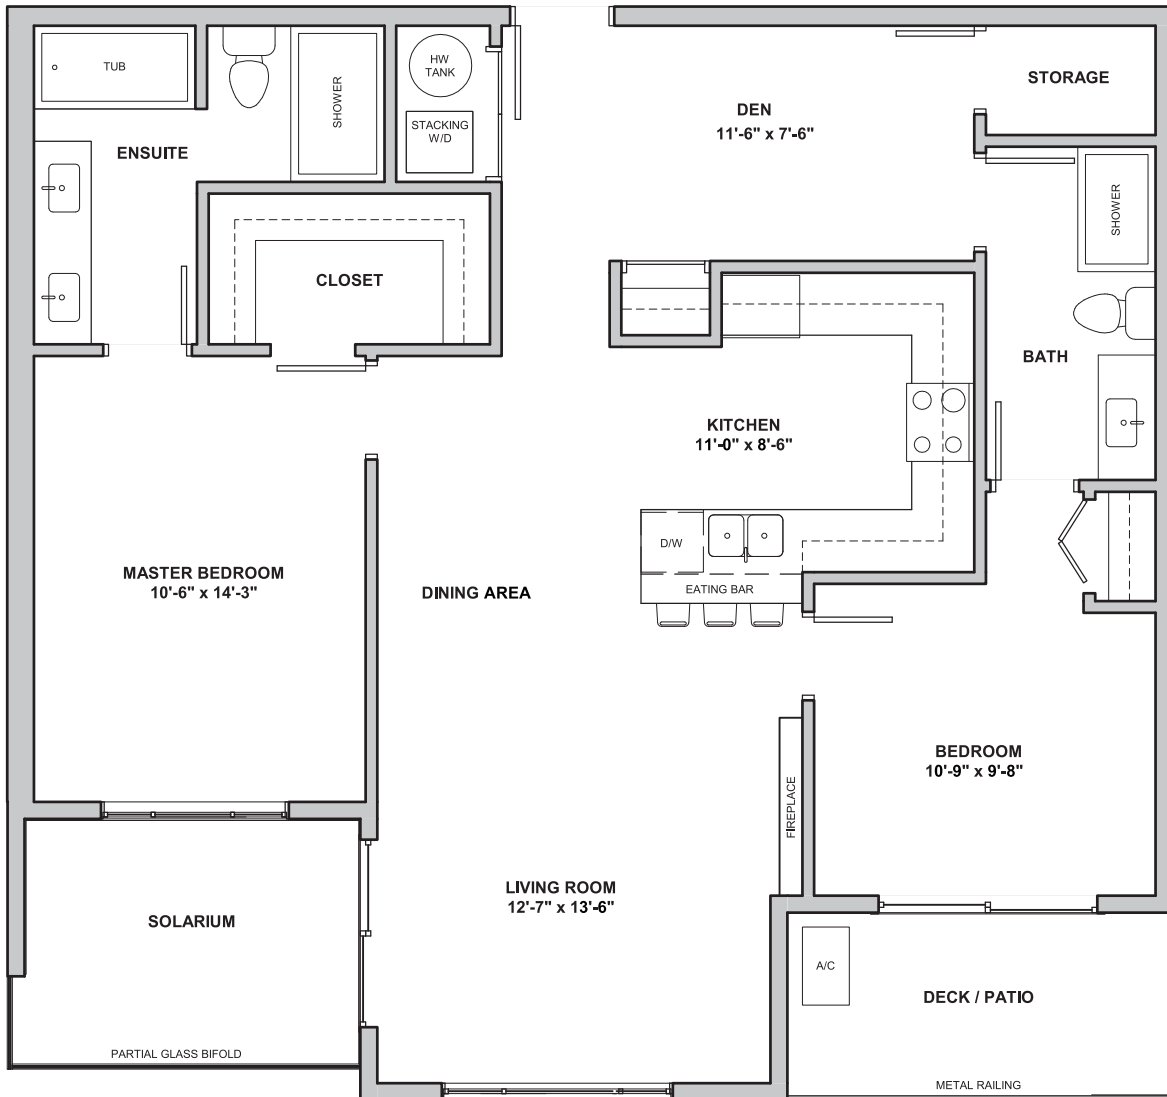 TUB
SHOWER
HW
TANK
STACKING
W/D
ENSUITE
DEN
11'-6" x 7'-6"
STORAGE
SHOWER
CLOSET
BATH
KITCHEN
11'-0" x 8'-6"
D/W
EATING BAR
MASTER BEDROOM
10'-6" x 14'-3"
DINING AREA
BEDROOM
10'-9" x 9'-8"
FIREPLACE
LIVING ROOM
12'-7" x 13'-6"
SOLARIUM
PARTIAL GLASS BIFOLD
A/C
DECK / PATIO
METAL RAILING